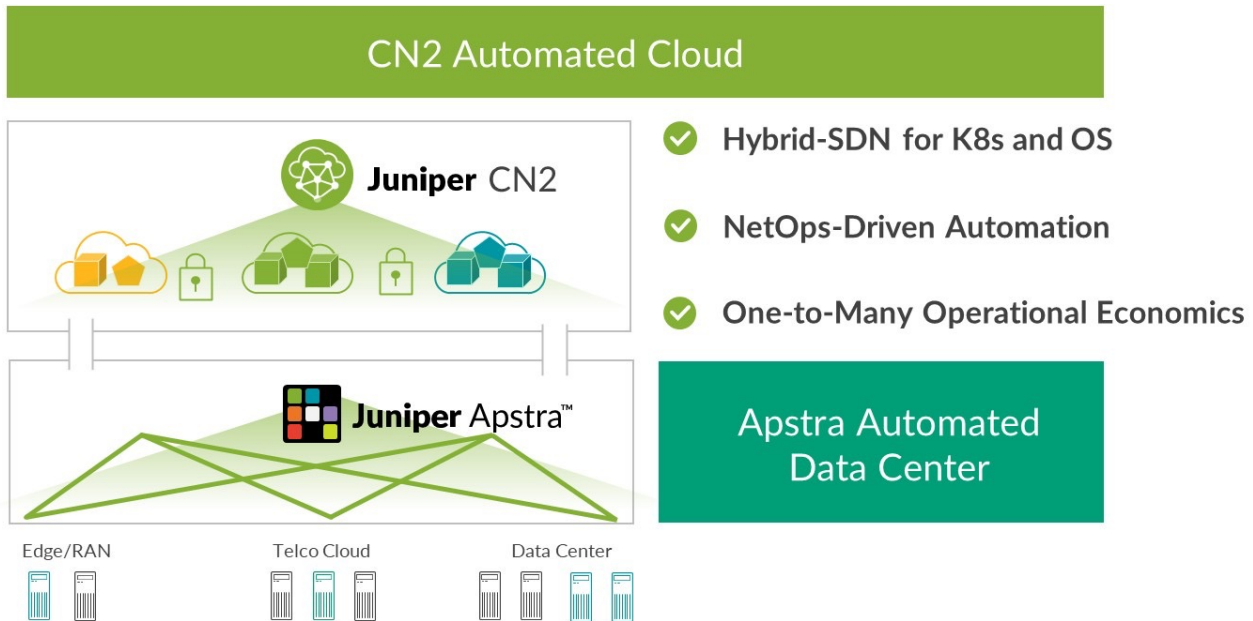 CN2 Automated Cloud
Juniper CN2
Hybrid-SDN for K8s and OS
NetOps-Driven Automation
One-to-Many Operational Economics
Juniper Apstra™
Apstra Automated
Data Center
Edge/RAN
Telco Cloud
Data Center